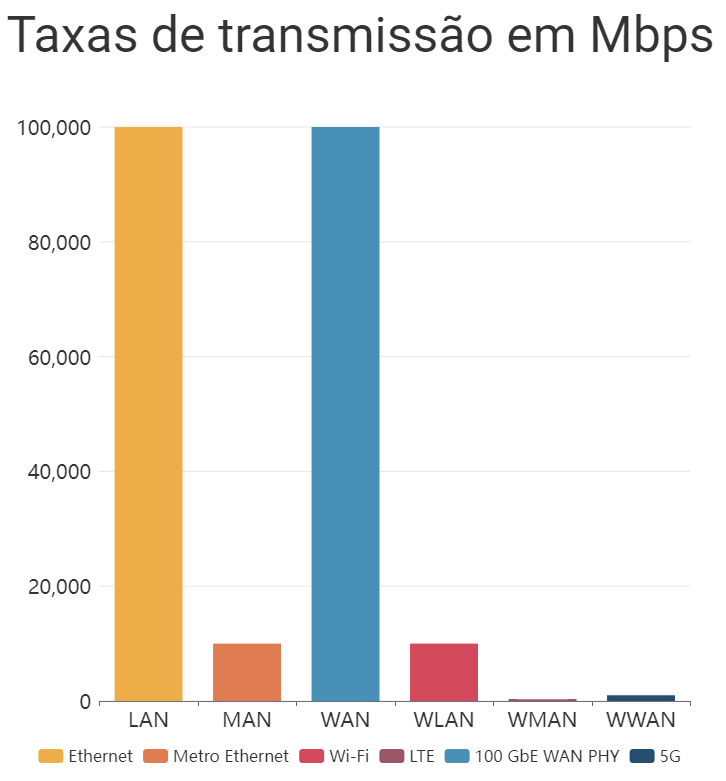 Taxas de transmissão em Mbps
100,000
80,000
60,000
40,000
20,000
0
LAN MAN WAN WLAN WMAN WWAN
Ethernet Metro Ethernet Wi-Fi LTE 100 GbE WAN PHY 5G